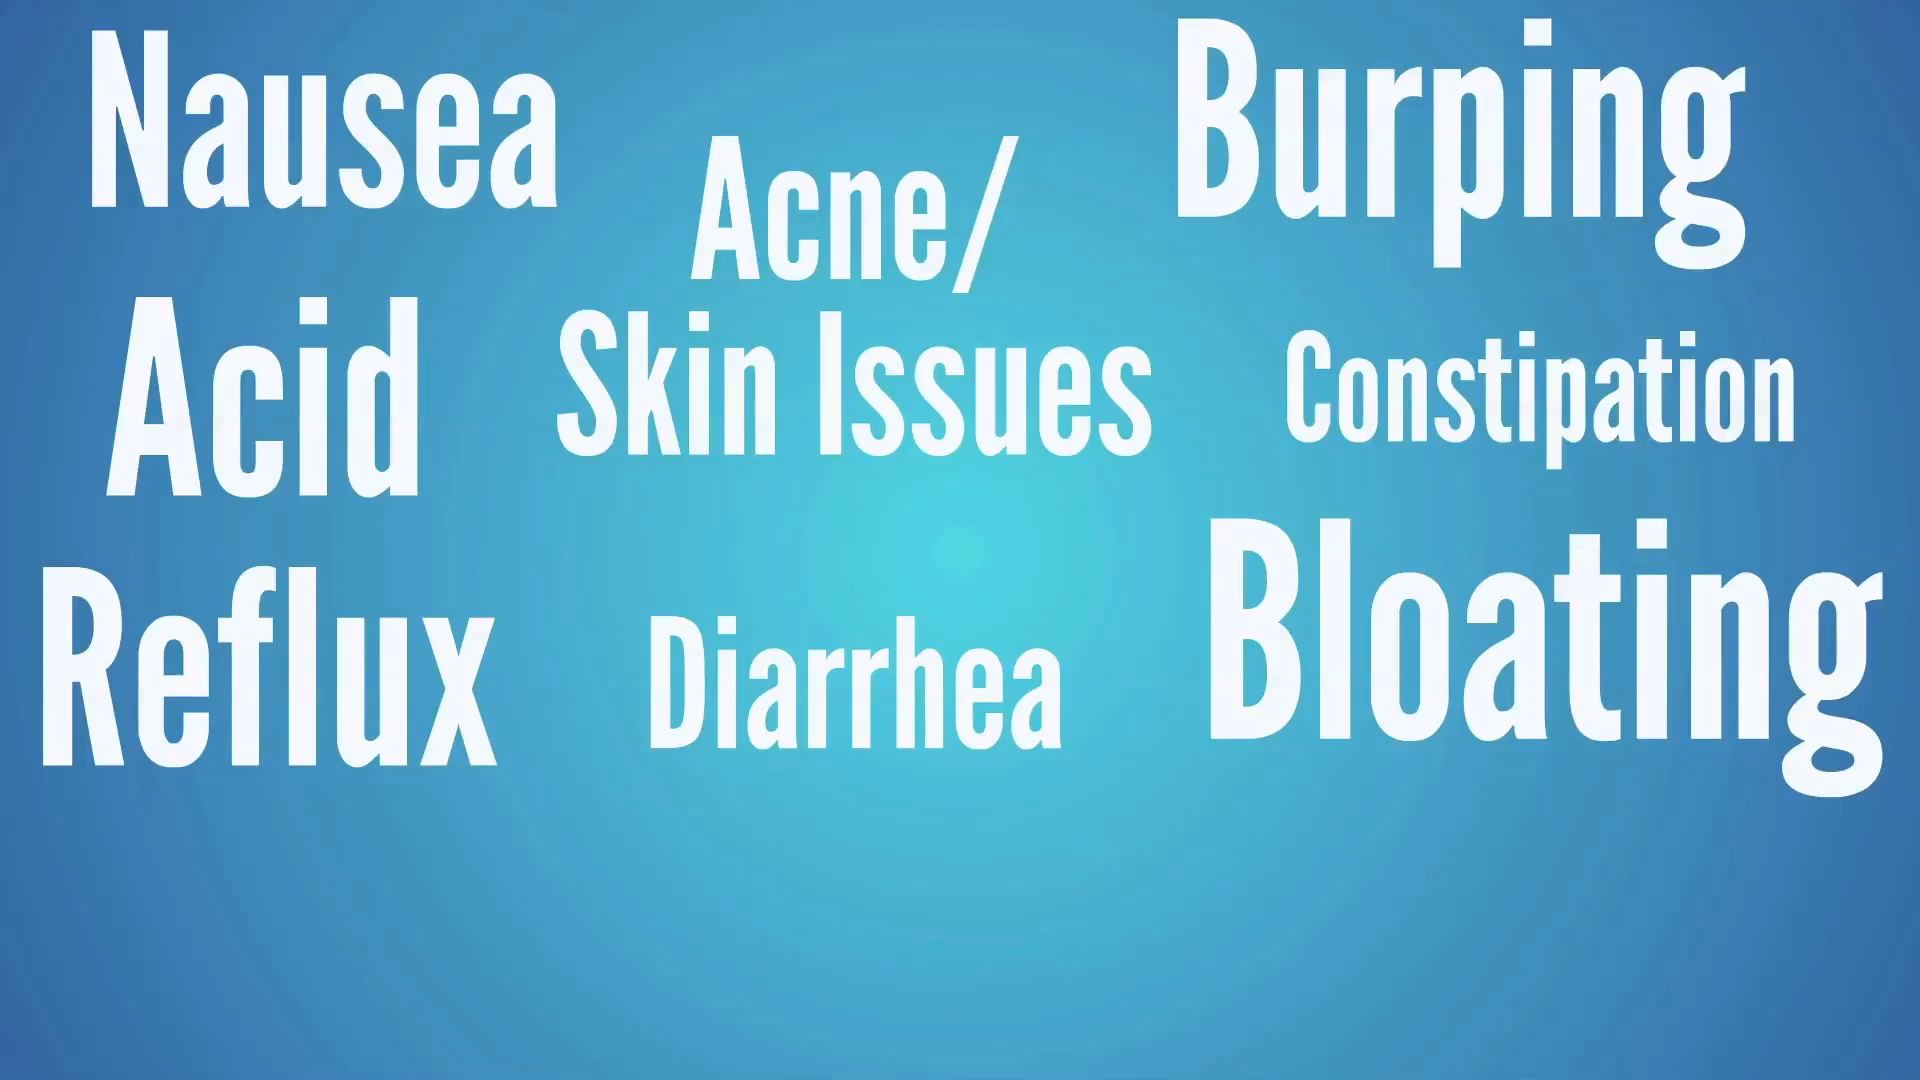 Nausea
Acid
Reflux
Acne/
Skin Issues
Diarrhea
Burping
Constipation
Bloating